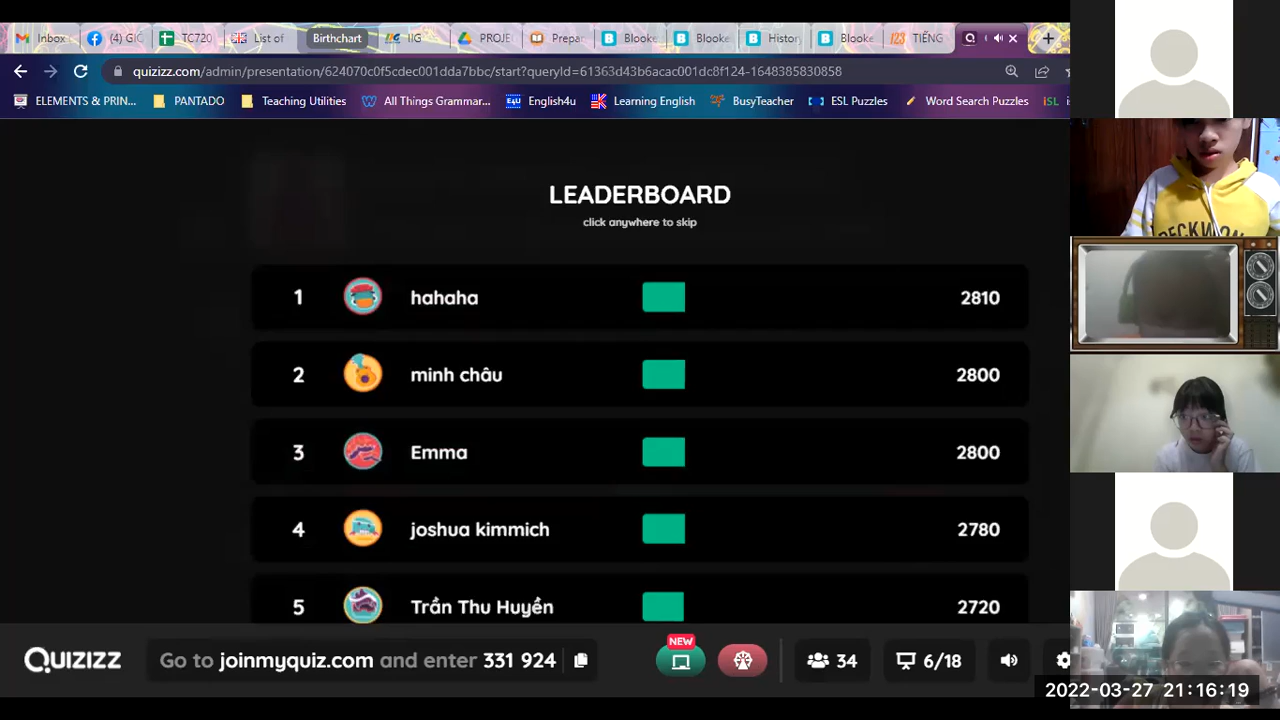 Inbox (4) GIC TC720 List of Birthchart IIG PROJE Prepar Blooke Blooke Histor Blooke 123 TIẾNG
quizizz.com/admin/presentation/624070c0f5cdec001dda7bbc/start?queryId=61363d43b6acac001dc8f124-1648385830858
ELEMENTS & PRIN... PANTADO Teaching Utilities All Things Grammar... E4U English4u Learning English BusyTeacher ESL Puzzles Word Search Puzzles iSL
LEADERBOARD
click anywhere to skip
1 hahaha 2810
2 minh châu 2800
3 Emma 2800
4 joshua kimmich 2780
5 Trần Thu Huyền 2720
NEW
Quizizz Go to joinmyquiz.com and enter 331 924 34 6/18
2022-03-27 21:16:19